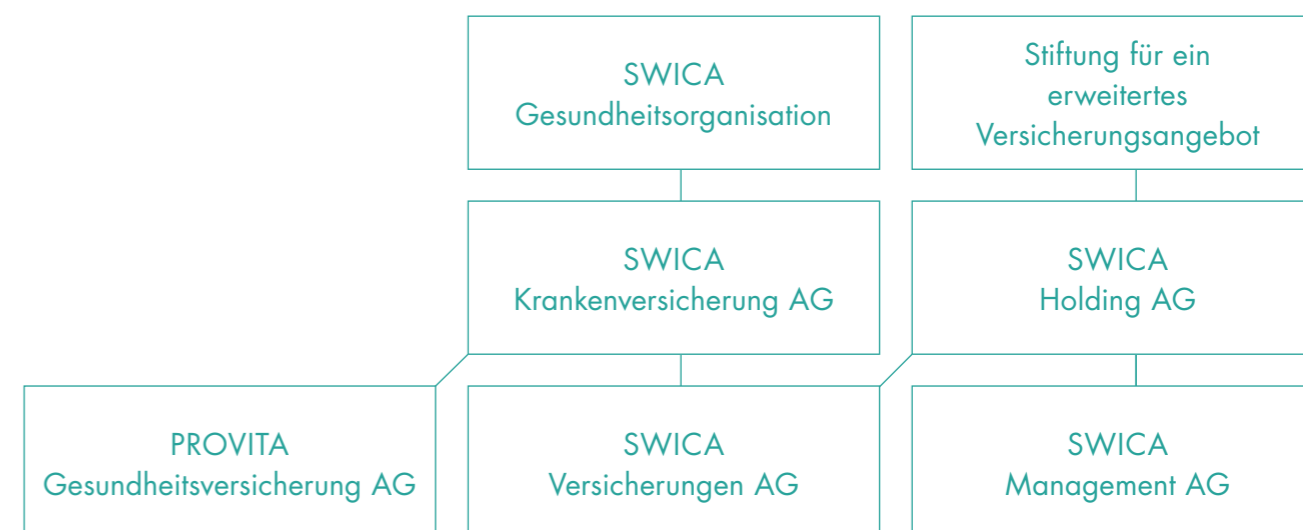 SWICA
Gesundheitsorganisation
Stiftung für ein
erweitertes
Versicherungsangebot
SWICA
Krankenversicherung AG
SWICA
Holding AG
PROVITA
Gesundheitsversicherung AG
SWICA
Versicherungen AG
SWICA
Management AG